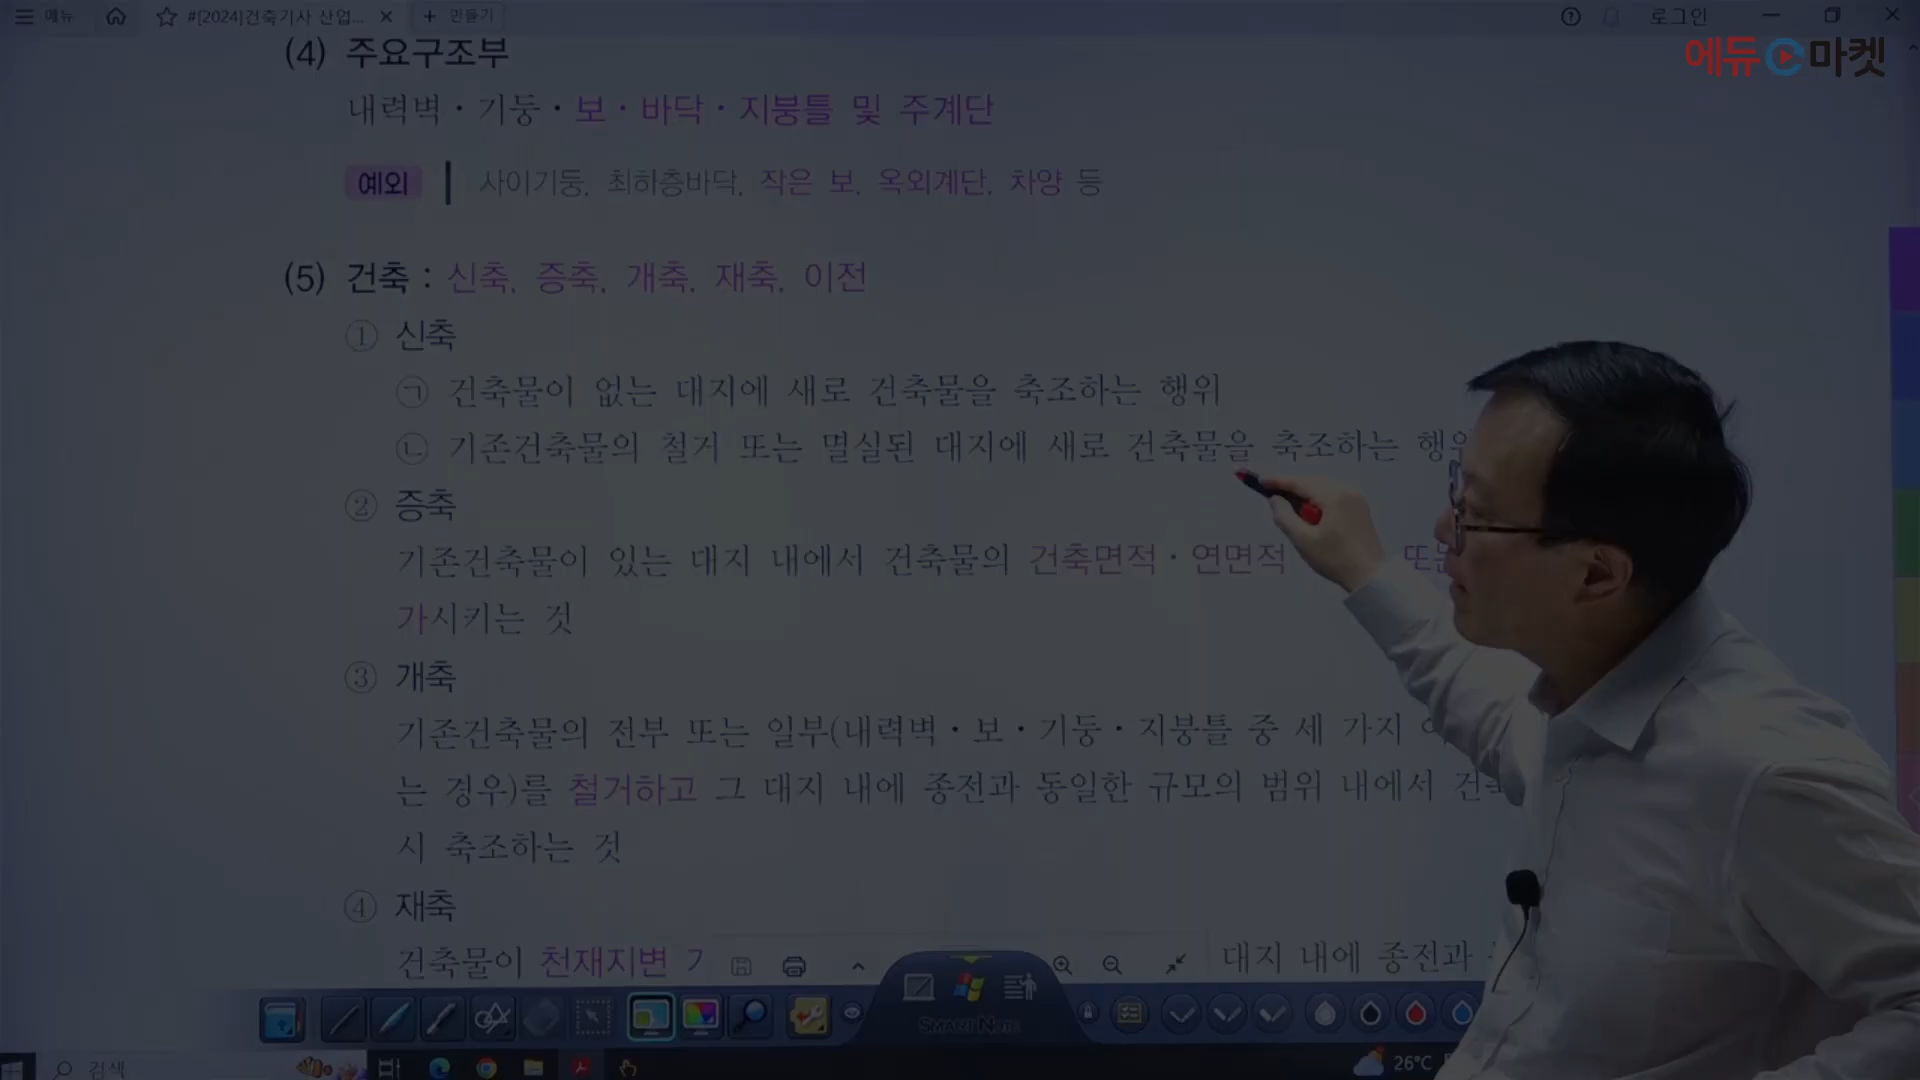 메뉴 #[2024]건축기사 산업... 만들기 로그인
에듀 마켓
(4) 주요구조부
내력벽·기둥·보·바닥·지붕틀 및 주계단
예외 사이기둥, 최하층바닥, 작은 보, 옥외계단, 차양 등
(5) 건축 : 신축, 증축, 개축, 재축, 이전
① 신축
㉠ 건축물이 없는 대지에 새로 건축물을 축조하는 행위
㉡ 기존건축물의 철거 또는 멸실된 대지에 새로 건축물을 축조하는 행위
② 증축
기존건축물이 있는 대지 내에서 건축물의 건축면적·연면적 또는
가시키는 것
③ 개축
기존건축물의 전부 또는 일부(내력벽·보·기둥·지붕틀 중 세 가지
는 경우)를 철거하고 그 대지 내에 종전과 동일한 규모의 범위 내에서
시 축조하는 것
④ 재축
건축물이 천재지변 대지 내에 종전과
SMART NOTE
검색 26°C